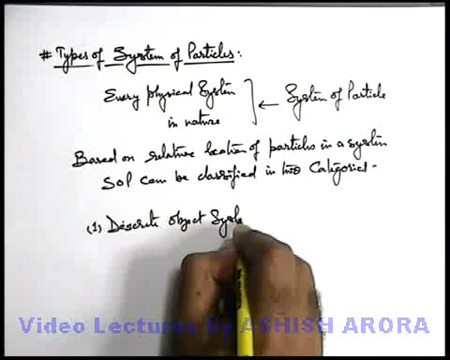 # Types of System of Particles:
Every physical System
in nature
← System of Particle
Based on relative location of particles in a system
SoP can be classified in two Categories -
(1) Discrete object Syste
Video Lectures by ASHISH ARORA